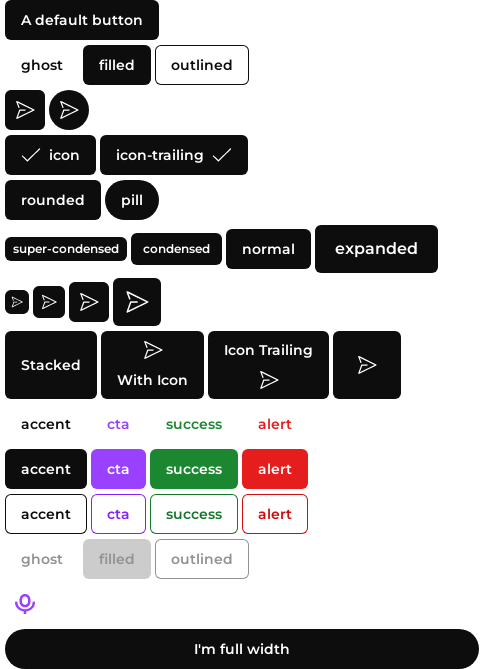 A default button
ghost filled outlined
icon icon-trailing
rounded pill
super-condensed condensed normal expanded
Stacked With Icon Icon Trailing
accent cta success alert
accent cta success alert
accent cta success alert
ghost filled outlined
I'm full width